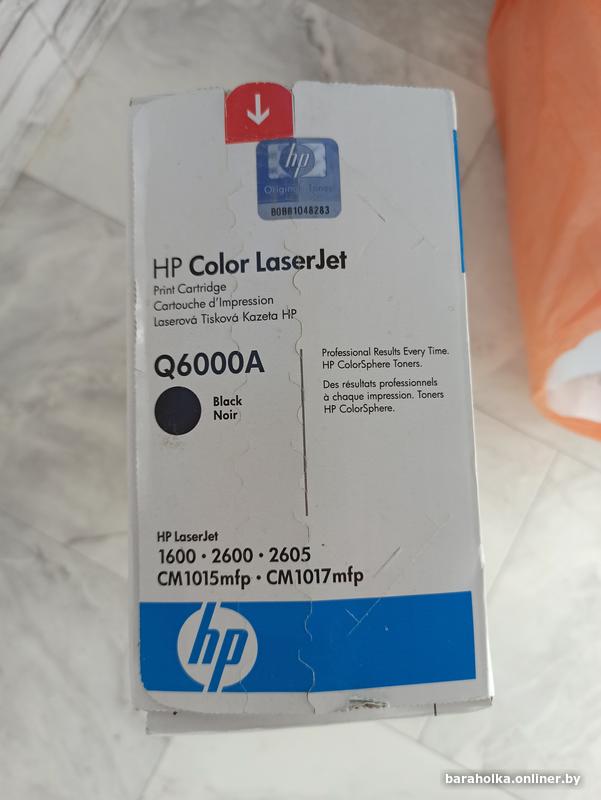 hp
Original Toner
B0BB1048283
HP Color LaserJet
Print Cartridge
Cartouche d'Impression
Laserová Tisková Kazeta HP
Q6000A
Black
Noir
Professional Results Every Time.
HP ColorSphere Toners.
Des résultats professionnels
à chaque impression. Toners
HP ColorSphere.
HP LaserJet
1600 • 2600 • 2605
CM1015mfp • CM1017mfp
hp
baraholka.onliner.by